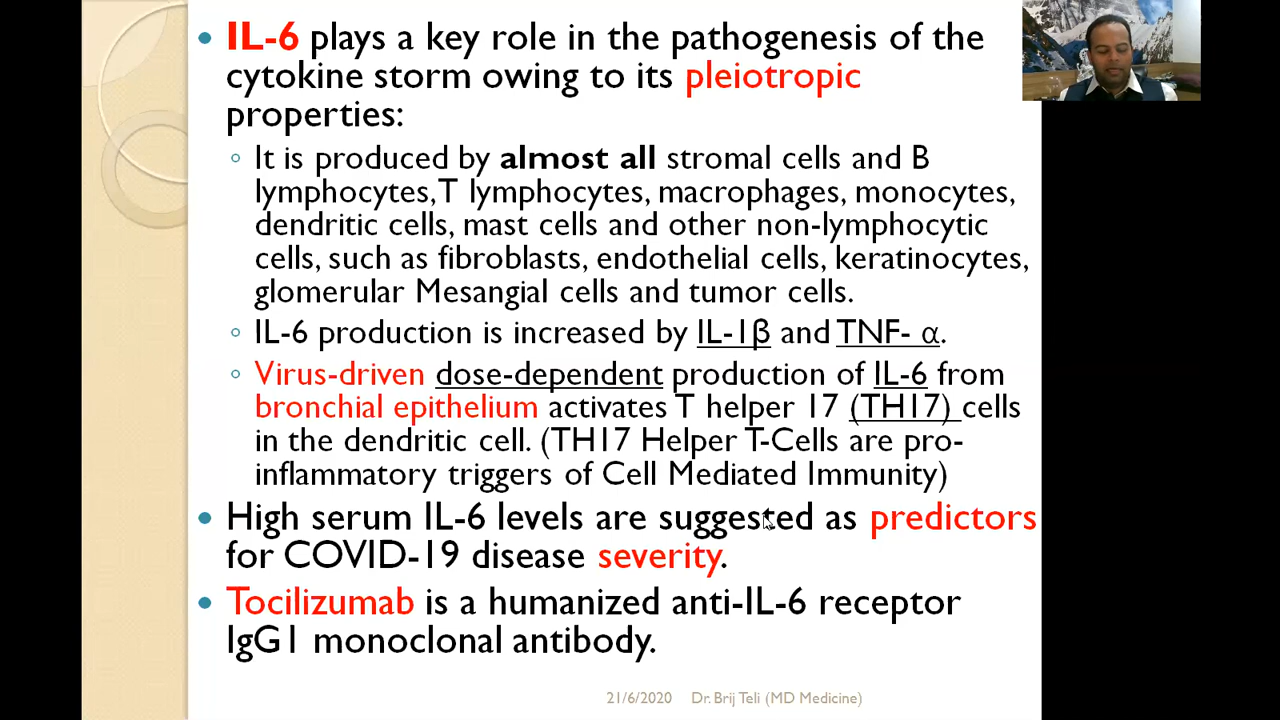 IL-6 plays a key role in the pathogenesis of the
cytokine storm owing to its pleiotropic
properties:
It is produced by almost all stromal cells and B
lymphocytes, T lymphocytes, macrophages, monocytes,
dendritic cells, mast cells and other non-lymphocytic
cells, such as fibroblasts, endothelial cells, keratinocytes,
glomerular Mesangial cells and tumor cells.
IL-6 production is increased by IL-1β and TNF- α.
Virus-driven dose-dependent production of IL-6 from
bronchial epithelium activates T helper 17 (TH17) cells
in the dendritic cell. (TH17 Helper T-Cells are pro-
inflammatory triggers of Cell Mediated Immunity)
High serum IL-6 levels are suggested as predictors
for COVID-19 disease severity.
Tocilizumab is a humanized anti-IL-6 receptor
IgG1 monoclonal antibody.
21/6/2020 Dr. Brij Teli (MD Medicine)